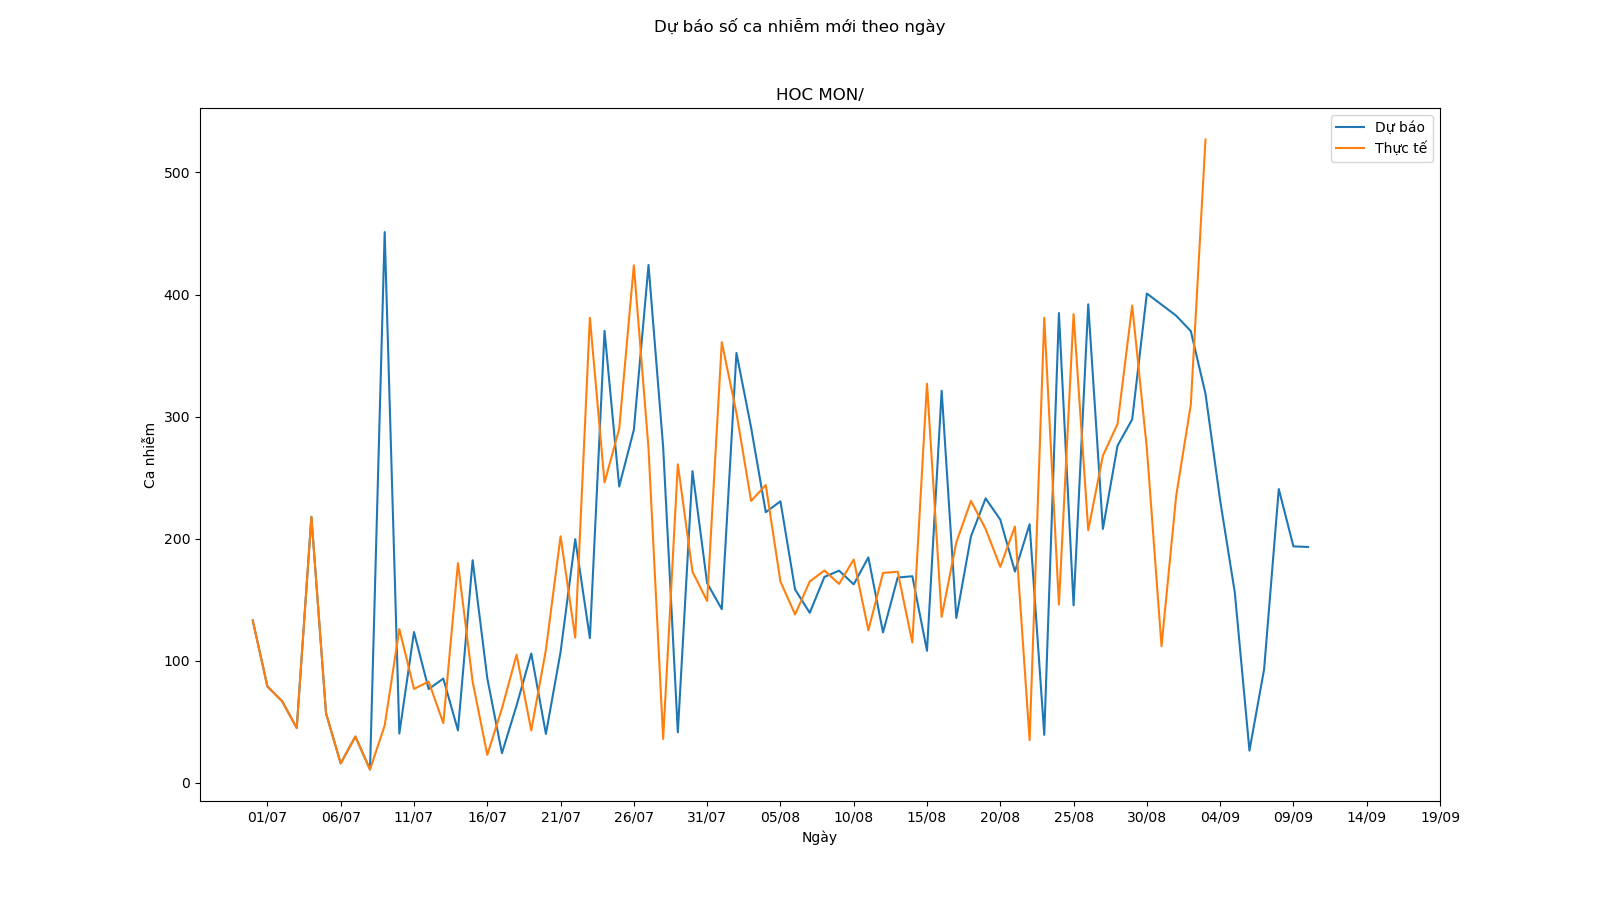 Dự báo số ca nhiễm mới theo ngày
HOC MON/
Dự báo
Thực tế
500
400
300
200
100
0
Ca nhiễm
01/07 06/07 11/07 16/07 21/07 26/07 31/07 05/08 10/08 15/08 20/08 25/08 30/08 04/09 09/09 14/09 19/09
Ngày